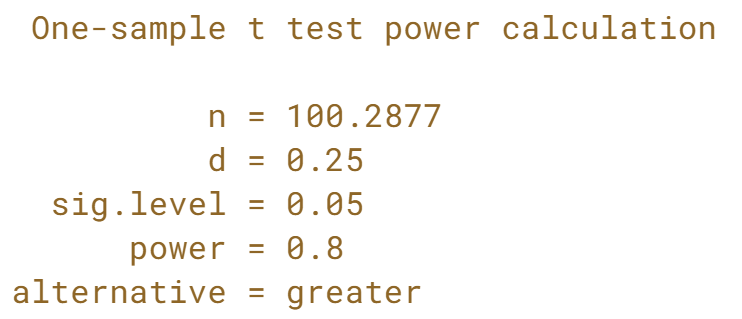 One-sample t test power calculation
n = 100.2877
d = 0.25
sig.level = 0.05
power = 0.8
alternative = greater